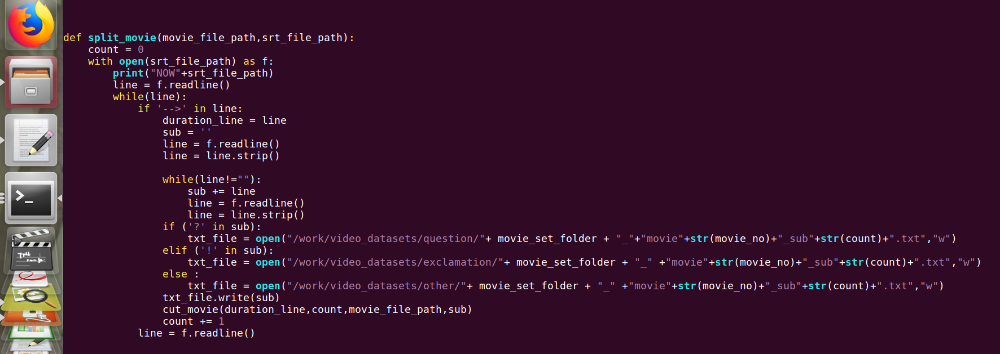 def split_movie(movie_file_path,srt_file_path):
    count = 0
    with open(srt_file_path) as f:
        print("NOW"+srt_file_path)
        line = f.readline()
        while(line):
            if '-->' in line:
                duration_line = line
                sub = ''
                line = f.readline()
                line = line.strip()

                while(line!=""):
                    sub += line
                    line = f.readline()
                    line = line.strip()
                if ('?' in sub):
                    txt_file = open("/work/video_datasets/question/"+ movie_set_folder + "_"+"movie"+str(movie_no)+"_sub"+str(count)+".txt","w")
                elif ('!' in sub):
                    txt_file = open("/work/video_datasets/exclamation/"+ movie_set_folder + "_" +"movie"+str(movie_no)+"_sub"+str(count)+".txt","w")
                else :
                    txt_file = open("/work/video_datasets/other/"+ movie_set_folder + "_" +"movie"+str(movie_no)+"_sub"+str(count)+".txt","w")
                txt_file.write(sub)
                cut_movie(duration_line,count,movie_file_path,sub)
                count += 1
            line = f.readline()